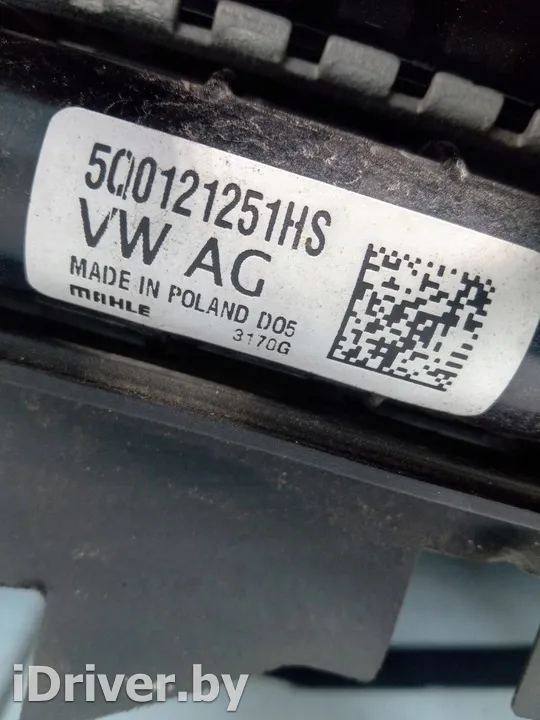 5Q0121251HS
VW AG
MADE IN POLAND D05
MAHLE
3170G
iDriver.by